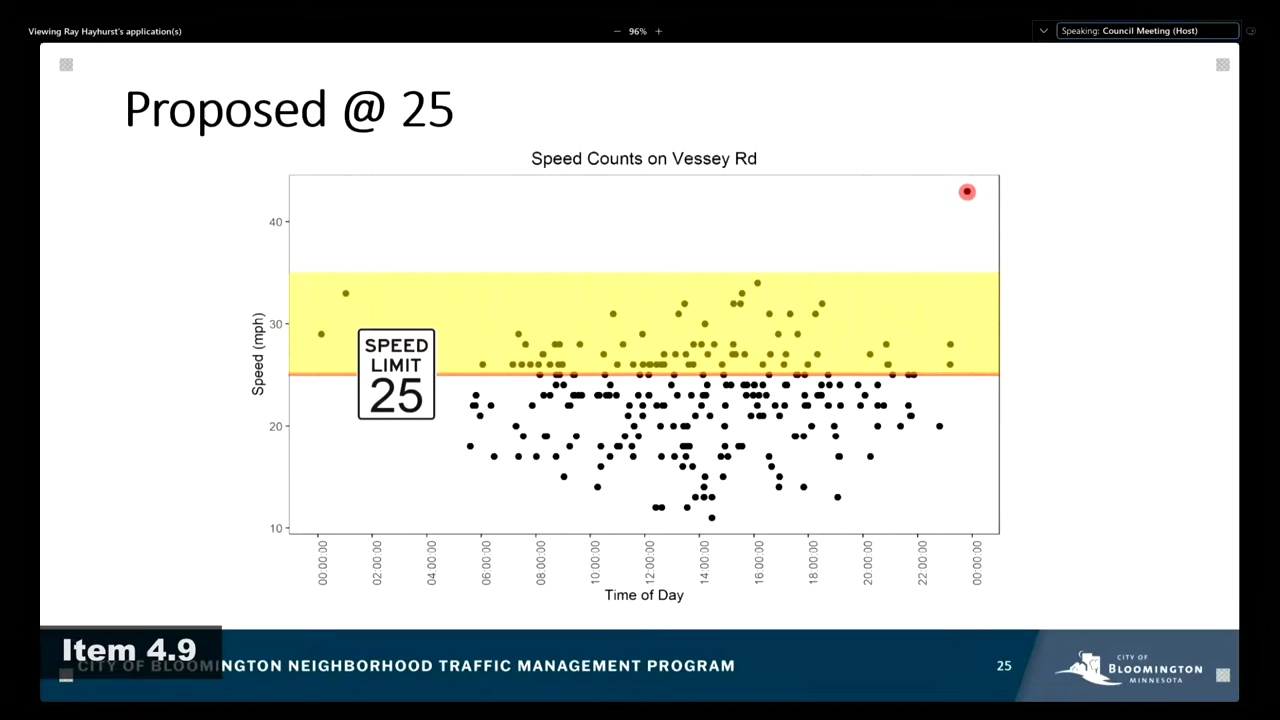 Viewing Ray Hayhurst's application(s)
− 96% +
Speaking: Council Meeting (Host)
Proposed @ 25
Speed Counts on Vessey Rd
40
30
20
10
Speed (mph)
SPEED
LIMIT
25
00:00:00
02:00:00
04:00:00
06:00:00
08:00:00
10:00:00
12:00:00
14:00:00
16:00:00
18:00:00
20:00:00
22:00:00
00:00:00
Time of Day
Item 4.9
CITY OF BLOOMINGTON NEIGHBORHOOD TRAFFIC MANAGEMENT PROGRAM
25
CITY OF
BLOOMINGTON
MINNESOTA